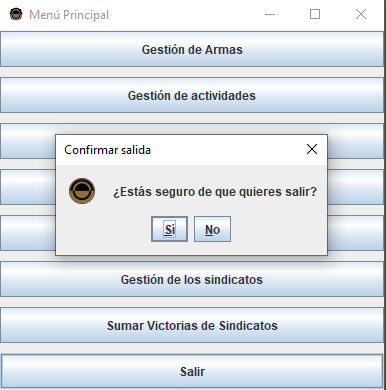 Menú Principal
Gestión de Armas
Gestión de actividades
Confirmar salida
¿Estás seguro de que quieres salir?
Sí No
Gestión de los sindicatos
Sumar Victorias de Sindicatos
Salir